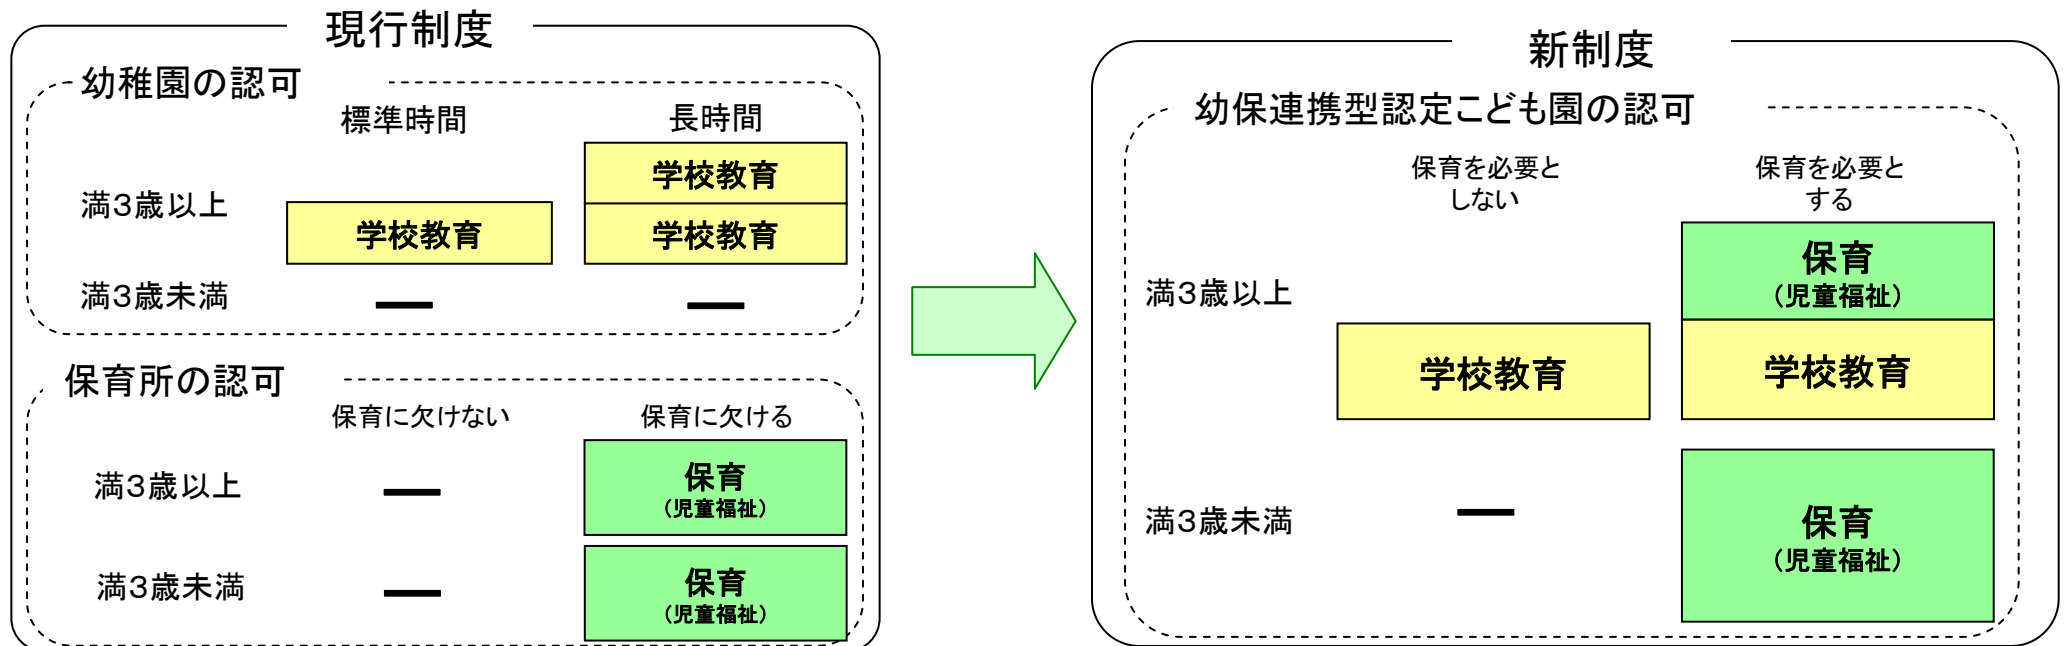 現行制度
幼稚園の認可
標準時間
長時間
学校教育
満3歳以上
学校教育
学校教育
満3歳未満
ー
ー
保育所の認可
保育に欠けない
保育に欠ける
満3歳以上
ー
保育
（児童福祉）
満3歳未満
ー
保育
（児童福祉）
新制度
幼保連携型認定こども園の認可
保育を必要と
しない
保育を必要と
する
保育
（児童福祉）
満3歳以上
学校教育
学校教育
満3歳未満
ー
保育
（児童福祉）